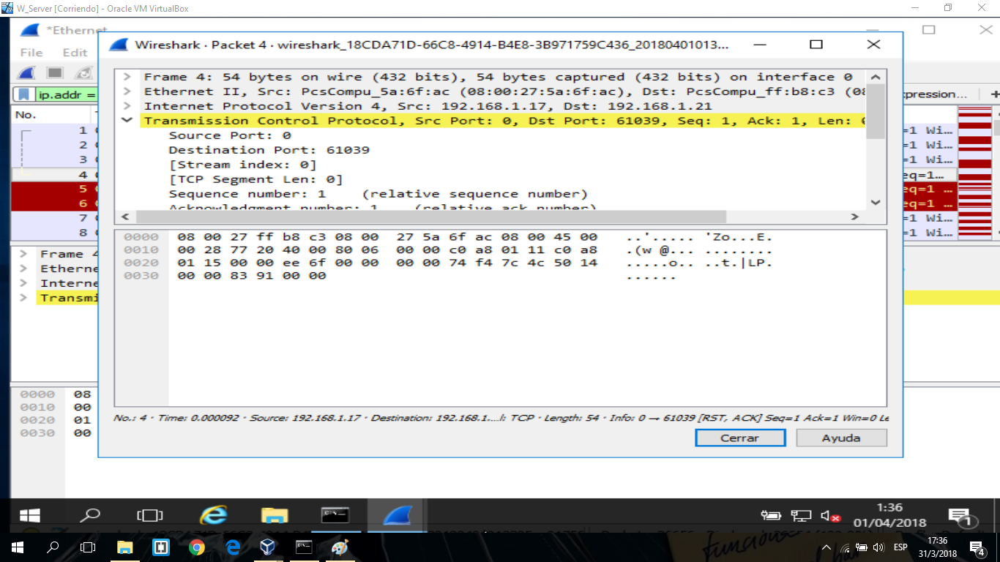 W_Server [Corriendo] - Oracle VM VirtualBox
*Ethernet
File Edit
Wireshark · Packet 4 · wireshark_18CDA71D-66C8-4914-B4E8-3B971759C436_20180401013...
ip.addr =
xpression...
+
No.
1
2
3
4
5
6
7
8
=1 Wi...
=1 Wi...
=1 Wi...
eq=1...
eq=1 ...
eq=1 ...
=1 Wi...
=1 Wi...
Frame 4: 54 bytes on wire (432 bits), 54 bytes captured (432 bits) on interface 0
Ethernet II, Src: PcsCompu_5a:6f:ac (08:00:27:5a:6f:ac), Dst: PcsCompu_ff:b8:c3 (08
Internet Protocol Version 4, Src: 192.168.1.17, Dst: 192.168.1.21
Transmission Control Protocol, Src Port: 0, Dst Port: 61039, Seq: 1, Ack: 1, Len: 0
Source Port: 0
Destination Port: 61039
[Stream index: 0]
[TCP Segment Len: 0]
Sequence number: 1 (relative sequence number)
Acknowledgment number: 1 (relative ack number)
0000 08 00 27 ff b8 c3 08 00 27 5a 6f ac 08 00 45 00 ..'..... 'Zo...E.
0010 00 28 77 20 40 00 80 06 00 00 c0 a8 01 11 c0 a8 .(w @... ........
0020 01 15 00 00 ee 6f 00 00 00 00 74 f4 7c 4c 50 14 .....o.. ..t.|LP.
0030 00 00 83 91 00 00 ......
Frame 4
Etherne
Interne
Transmi
0000 08
0010 00
0020 01
0030 00
No.: 4 · Time: 0.000092 · Source: 192.168.1.17 · Destination: 192.168.1....l: TCP · Length: 54 · Info: 0 → 61039 [RST, ACK] Seq=1 Ack=1 Win=0 Le
Cerrar Ayuda
1:36
01/04/2018
1
ESP
17:36
31/3/2018
4